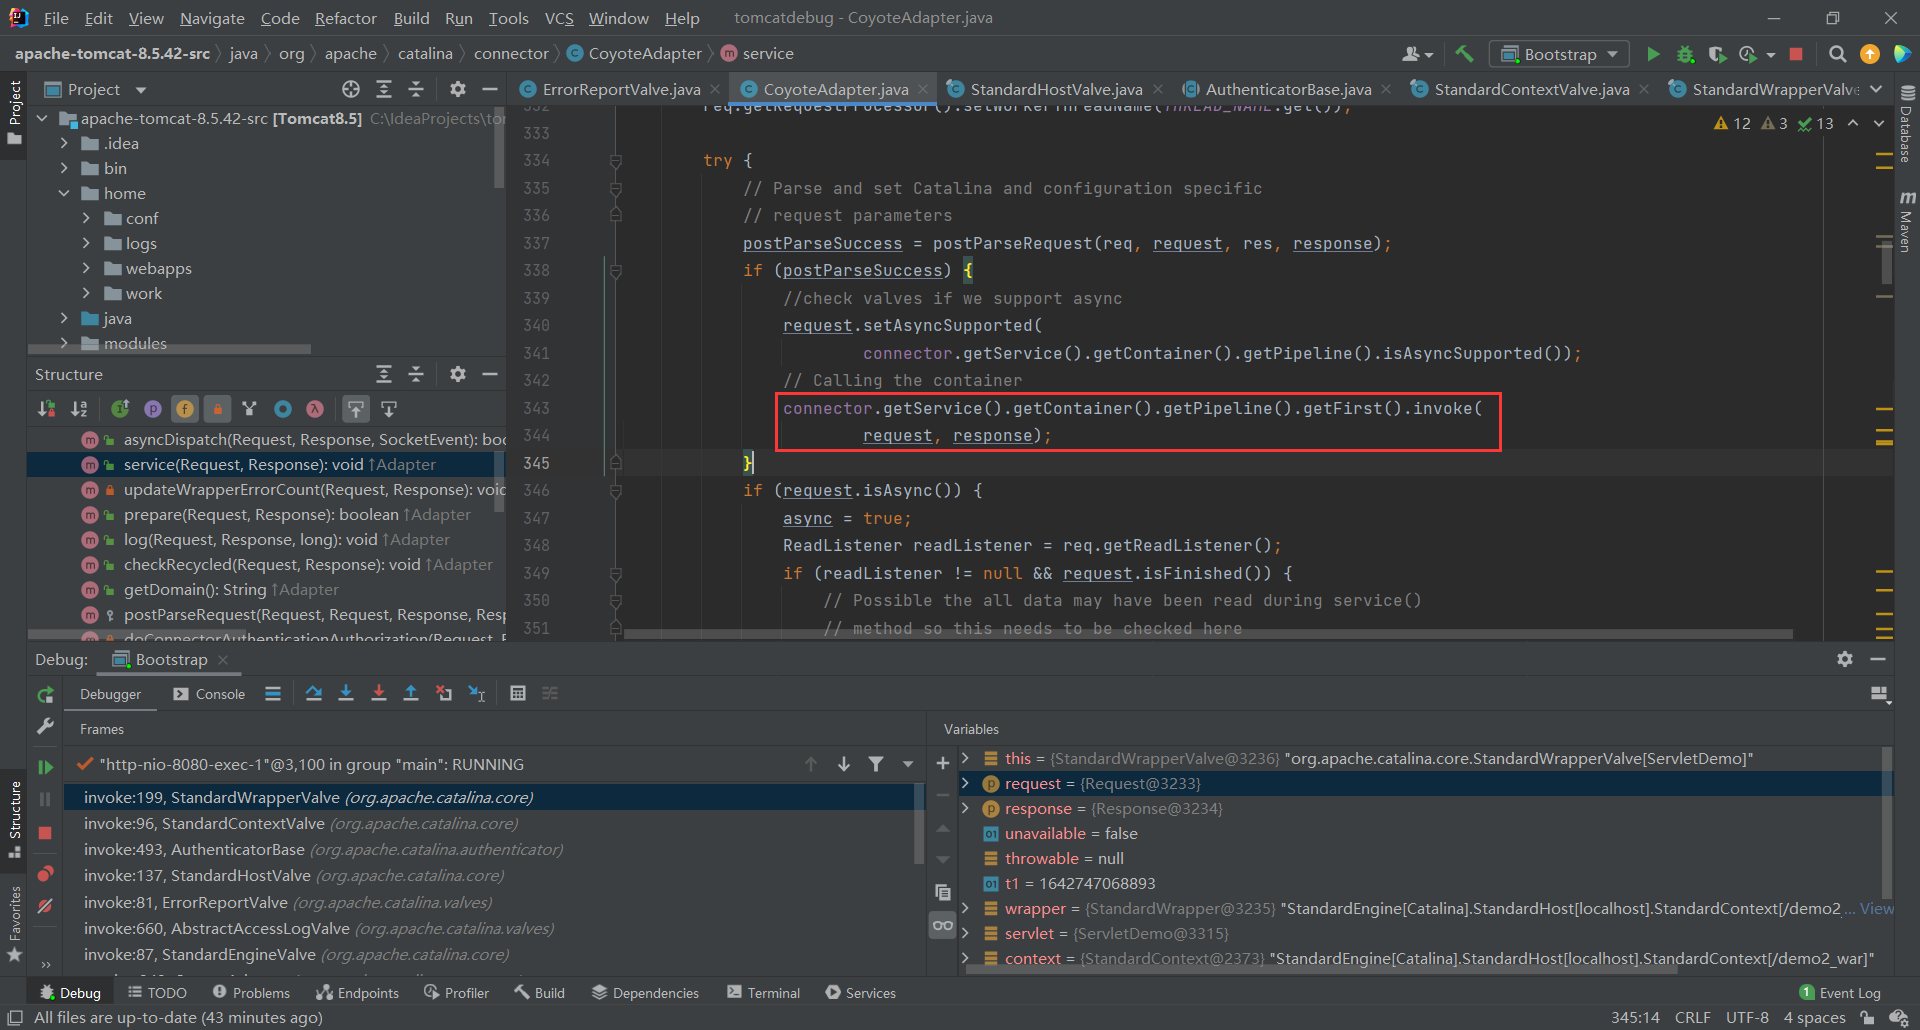 File Edit View Navigate Code Refactor Build Run Tools VCS Window Help tomcatdebug - CoyoteAdapter.java
apache-tomcat-8.5.42-src java org apache catalina connector CoyoteAdapter service Bootstrap
Project
ErrorReportValve.java CoyoteAdapter.java StandardHostValve.java AuthenticatorBase.java StandardContextValve.java StandardWrapperValve
Project
apache-tomcat-8.5.42-src [Tomcat8.5] C:\IdeaProjects\tor
.idea
bin
home
conf
logs
webapps
work
java
modules
Structure
asyncDispatch(Request, Response, SocketEvent): boo
service(Request, Response): void ↑Adapter
updateWrapperErrorCount(Request, Response): void
prepare(Request, Response): boolean ↑Adapter
log(Request, Response, long): void ↑Adapter
checkRecycled(Request, Response): void ↑Adapter
getDomain(): String ↑Adapter
postParseRequest(Request, Request, Response, Resp
doConnectorAuthenticationAuthorization(Request, R
332 req.getRequestProcessor().setWorkerThreadName(THREAD_NAME.get());
12 3 13
333
334 try {
335 // Parse and set Catalina and configuration specific
336 // request parameters
337 postParseSuccess = postParseRequest(req, request, res, response);
338 if (postParseSuccess) {
339 //check valves if we support async
340 request.setAsyncSupported(
341 connector.getService().getContainer().getPipeline().isAsyncSupported());
342 // Calling the container
343 connector.getService().getContainer().getPipeline().getFirst().invoke(
344 request, response);
345 }
346 if (request.isAsync()) {
347 async = true;
348 ReadListener readListener = req.getReadListener();
349 if (readListener != null && request.isFinished()) {
350 // Possible the all data may have been read during service()
351 // method so this needs to be checked here
Database
Maven
Structure
Favorites
Debug: Bootstrap
Debugger Console
Frames
"http-nio-8080-exec-1"@3,100 in group "main": RUNNING
invoke:199, StandardWrapperValve (org.apache.catalina.core)
invoke:96, StandardContextValve (org.apache.catalina.core)
invoke:493, AuthenticatorBase (org.apache.catalina.authenticator)
invoke:137, StandardHostValve (org.apache.catalina.core)
invoke:81, ErrorReportValve (org.apache.catalina.valves)
invoke:660, AbstractAccessLogValve (org.apache.catalina.valves)
invoke:87, StandardEngineValve (org.apache.catalina.core)
Variables
this = {StandardWrapperValve@3236} "org.apache.catalina.core.StandardWrapperValve[ServletDemo]"
request = {Request@3233}
response = {Response@3234}
unavailable = false
throwable = null
t1 = 1642747068893
wrapper = {StandardWrapper@3235} "StandardEngine[Catalina].StandardHost[localhost].StandardContext[/demo2_... View
servlet = {ServletDemo@3315}
context = {StandardContext@2373} "StandardEngine[Catalina].StandardHost[localhost].StandardContext[/demo2_war]"
Debug TODO Problems Endpoints Profiler Build Dependencies Terminal Services 1 Event Log
All files are up-to-date (43 minutes ago) 345:14 CRLF UTF-8 4 spaces